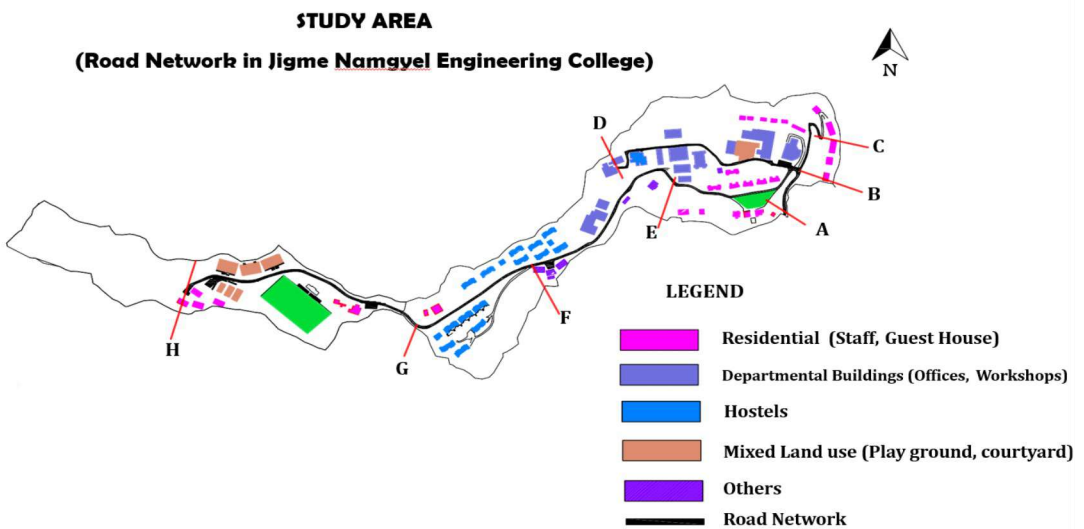 STUDY AREA
(Road Network in Jigme Namgyel Engineering College)
N
D
C
B
A
E
F
G
H
LEGEND
Residential (Staff, Guest House)
Departmental Buildings (Offices, Workshops)
Hostels
Mixed Land use (Play ground, courtyard)
Others
Road Network